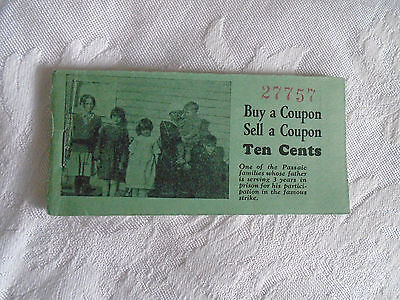 27757
Buy a Coupon
Sell a Coupon
Ten Cents
One of the Passaic
families whose father
is serving 3 years in
prison for his partici-
pation in the famous
strike.